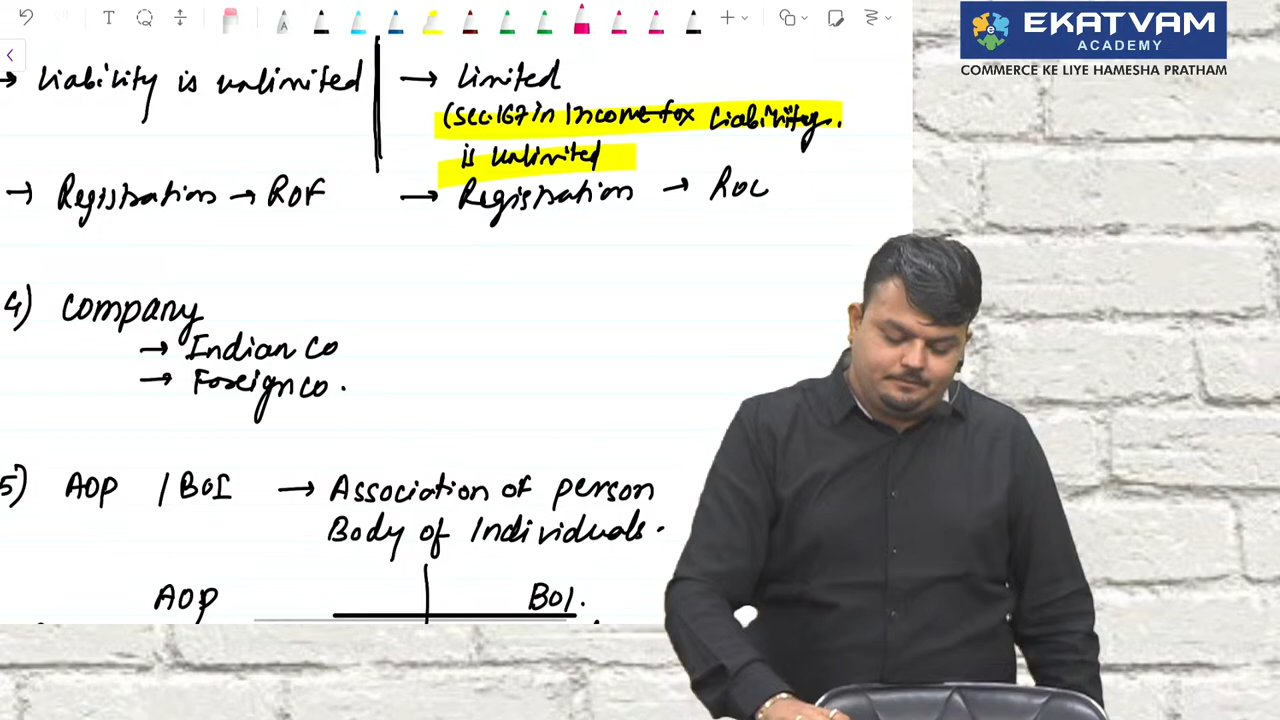 EKATVAM
ACADEMY
COMMERCE KE LIYE HAMESHA PRATHAM
→ Liability is unlimited
→ Limited
(Sec.167 in Income tax Liability.
is unlimited
→ Registration → ROF
→ Registration → ROC
4) Company
→ Indian Co
→ Foreign co.
5) AOP / BOI → Association of person
Body of Individuals.
AOP BOI.